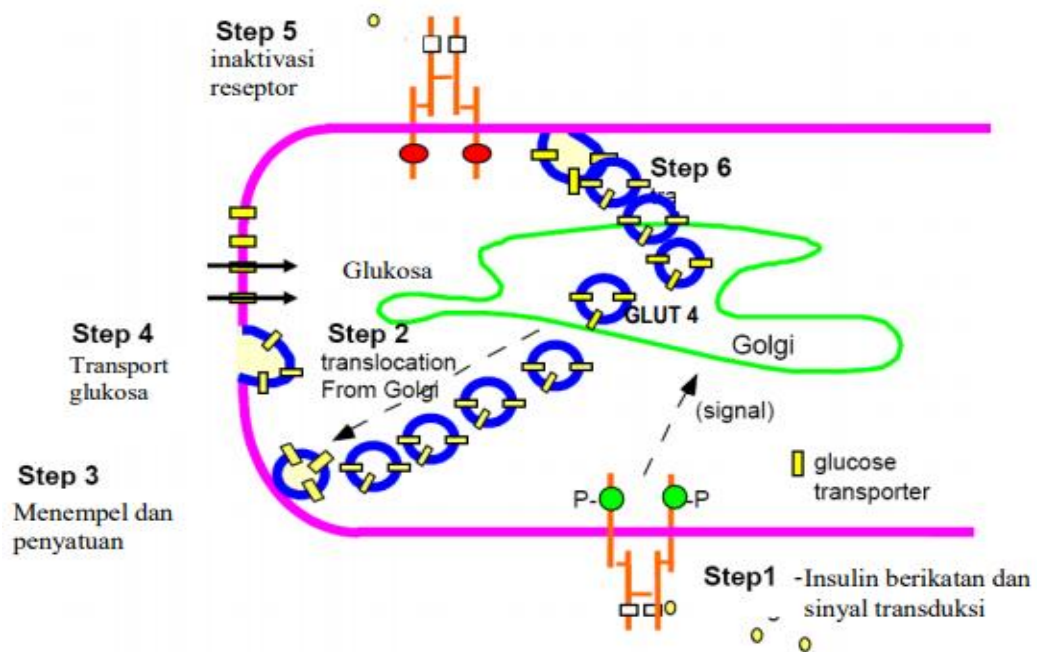 Step 5
inaktivasi
reseptor
Step 6
tra
Glukosa
GLUT 4
Golgi
Step 4
Transport
glukosa
Step 2
translocation
From Golgi
(signal)
Step 3
Menempel dan
penyatuan
glucose
transporter
P-
-P
Step1 -Insulin berikatan dan
sinyal transduksi